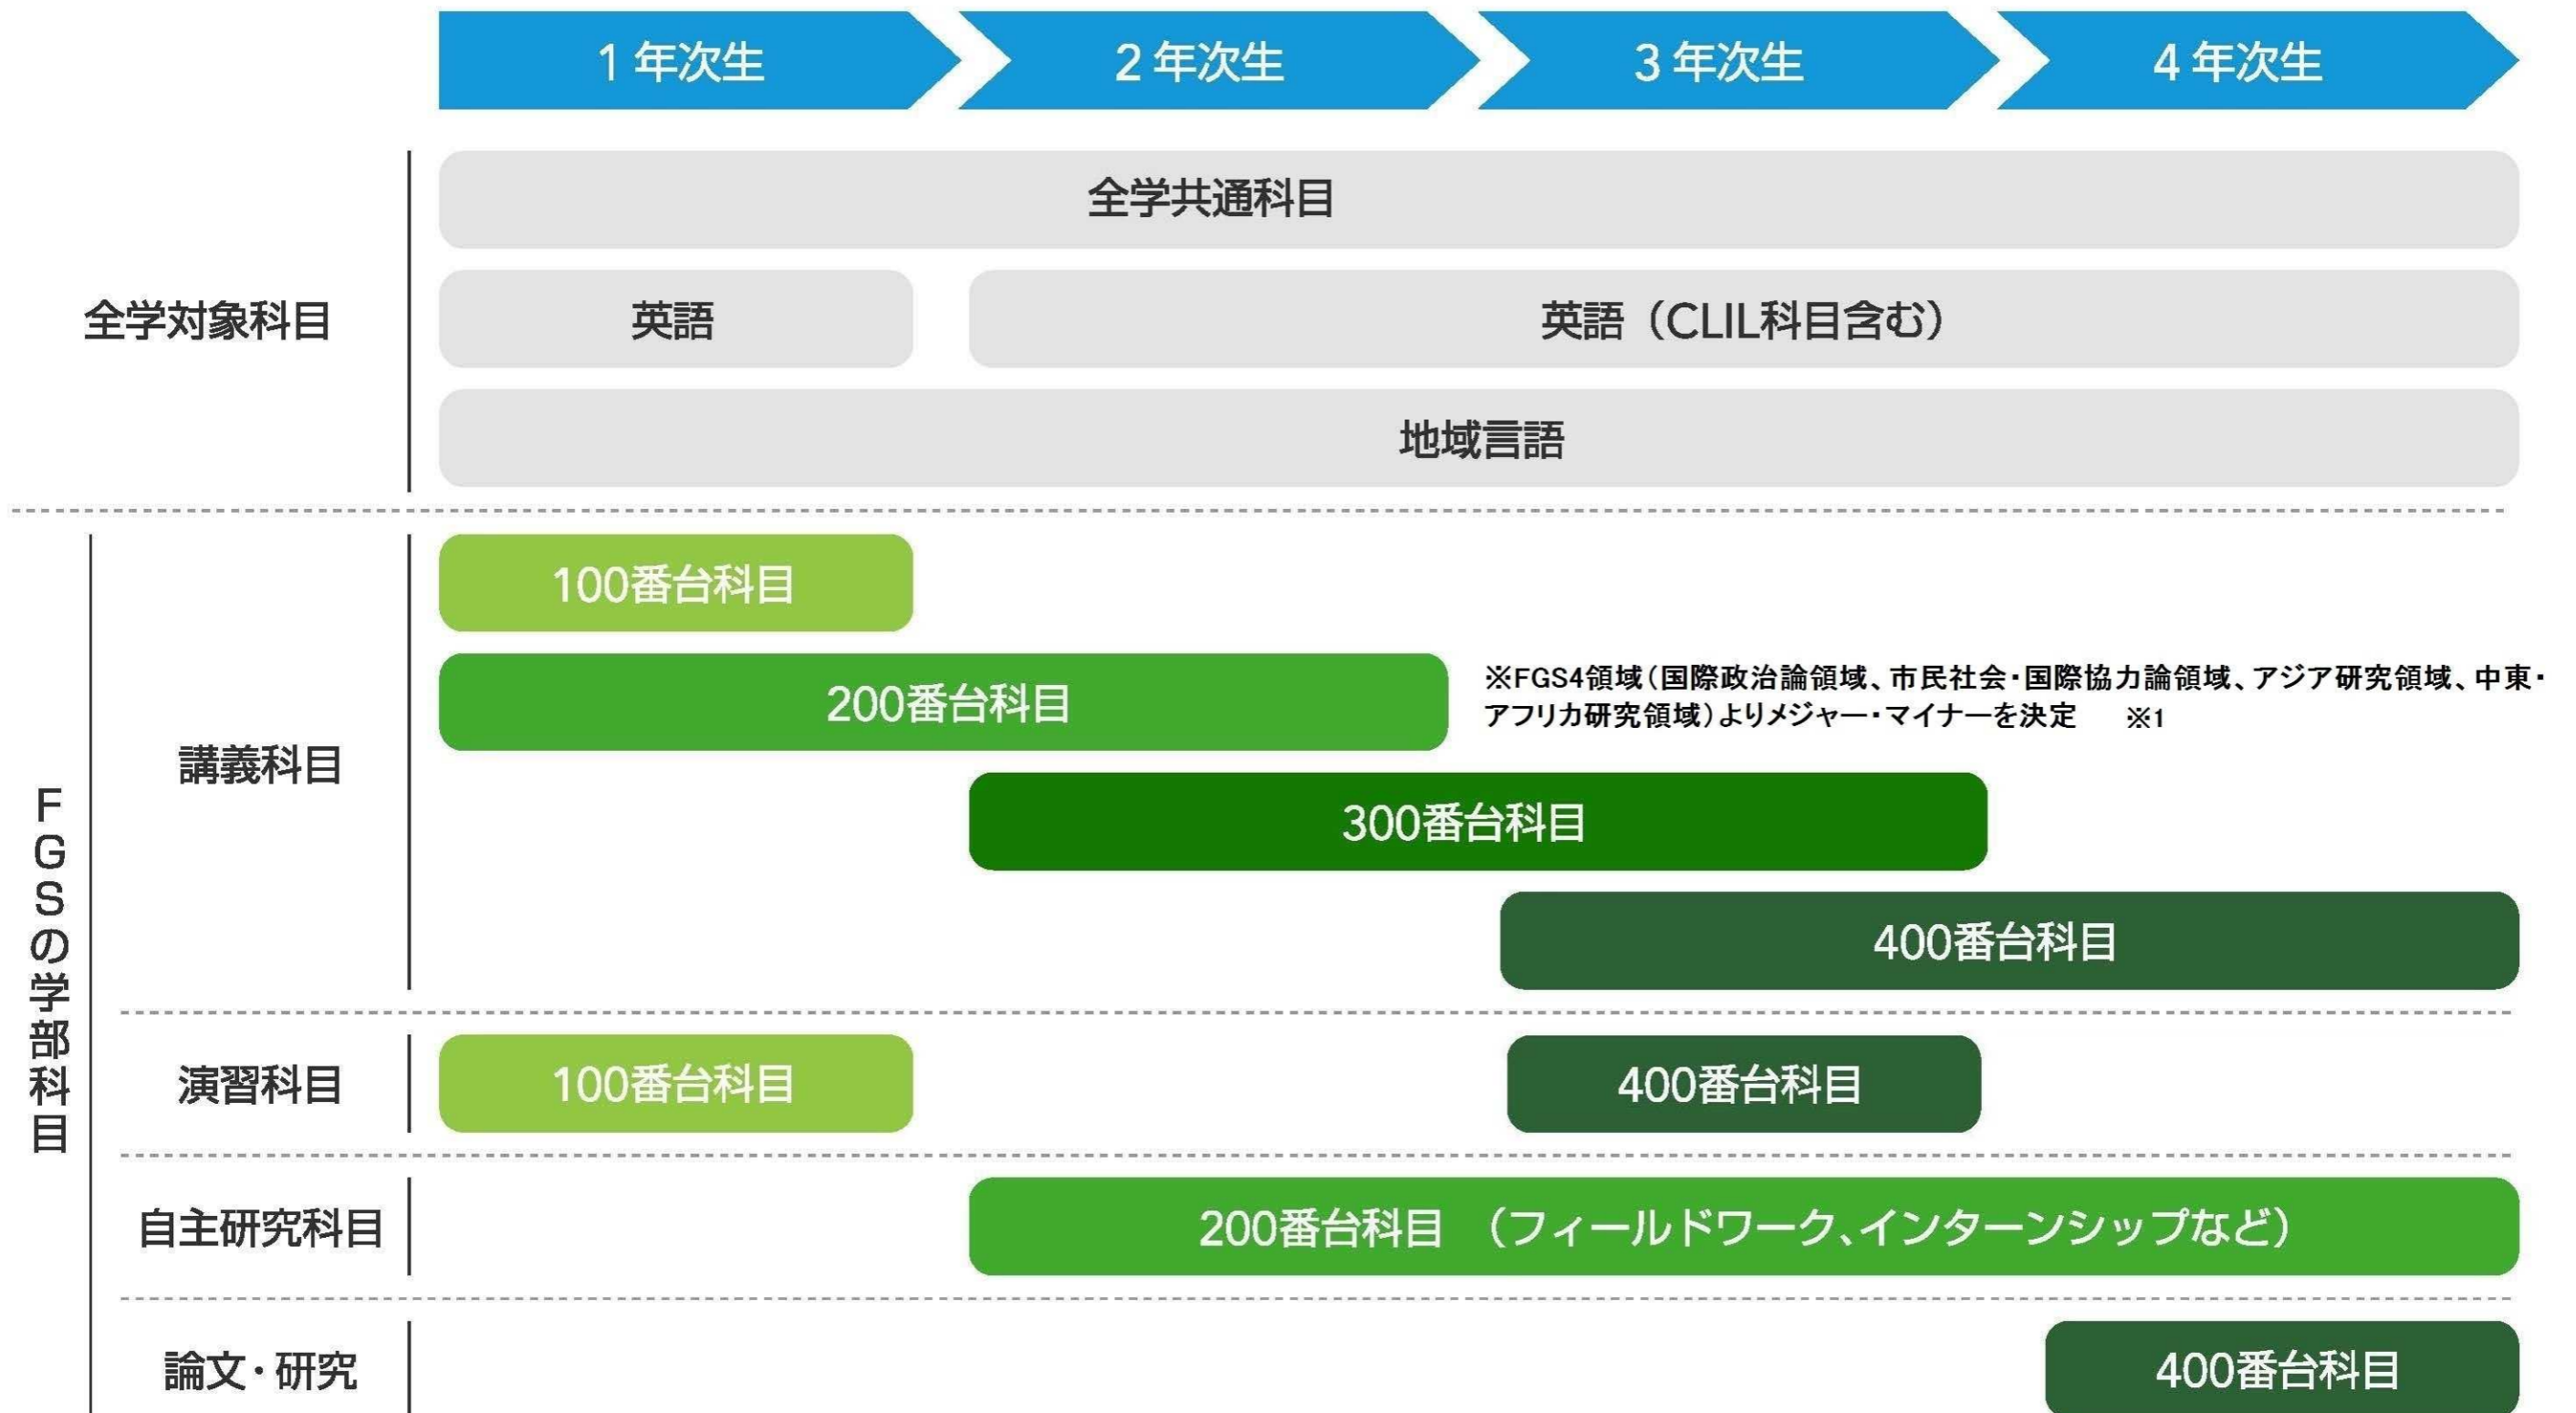 1 年次生
2 年次生
3 年次生
4 年次生
全学対象科目
全学共通科目
英語
英語（CLIL科目含む）
地域言語
FGSの学部科目
講義科目
100番台科目
200番台科目
※FGS4領域（国際政治論領域、市民社会・国際協力論領域、アジア研究領域、中東・
アフリカ研究領域）よりメジャー・マイナーを決定　※1
300番台科目
400番台科目
演習科目
100番台科目
400番台科目
自主研究科目
200番台科目　（フィールドワーク、インターンシップなど）
論文・研究
400番台科目